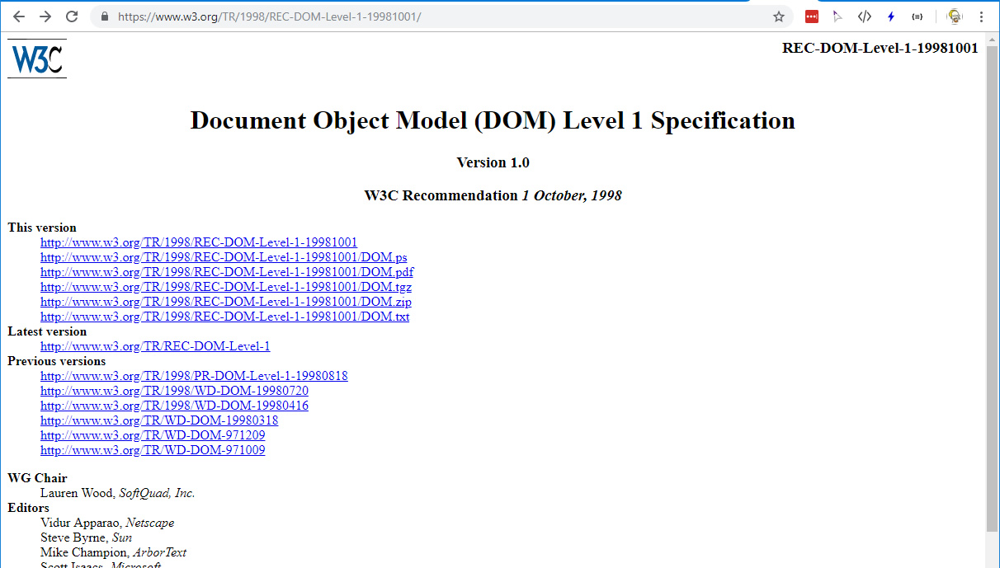 https://www.w3.org/TR/1998/REC-DOM-Level-1-19981001/
W3C
REC-DOM-Level-1-19981001
Document Object Model (DOM) Level 1 Specification
Version 1.0
W3C Recommendation 1 October, 1998
This version
http://www.w3.org/TR/1998/REC-DOM-Level-1-19981001
http://www.w3.org/TR/1998/REC-DOM-Level-1-19981001/DOM.ps
http://www.w3.org/TR/1998/REC-DOM-Level-1-19981001/DOM.pdf
http://www.w3.org/TR/1998/REC-DOM-Level-1-19981001/DOM.tgz
http://www.w3.org/TR/1998/REC-DOM-Level-1-19981001/DOM.zip
http://www.w3.org/TR/1998/REC-DOM-Level-1-19981001/DOM.txt
Latest version
http://www.w3.org/TR/REC-DOM-Level-1
Previous versions
http://www.w3.org/TR/1998/PR-DOM-Level-1-19980818
http://www.w3.org/TR/1998/WD-DOM-19980720
http://www.w3.org/TR/1998/WD-DOM-19980416
http://www.w3.org/TR/WD-DOM-19980318
http://www.w3.org/TR/WD-DOM-971209
http://www.w3.org/TR/WD-DOM-971009
WG Chair
Lauren Wood, SoftQuad, Inc.
Editors
Vidur Apparao, Netscape
Steve Byrne, Sun
Mike Champion, ArborText
Scott Isaacs, Microsoft